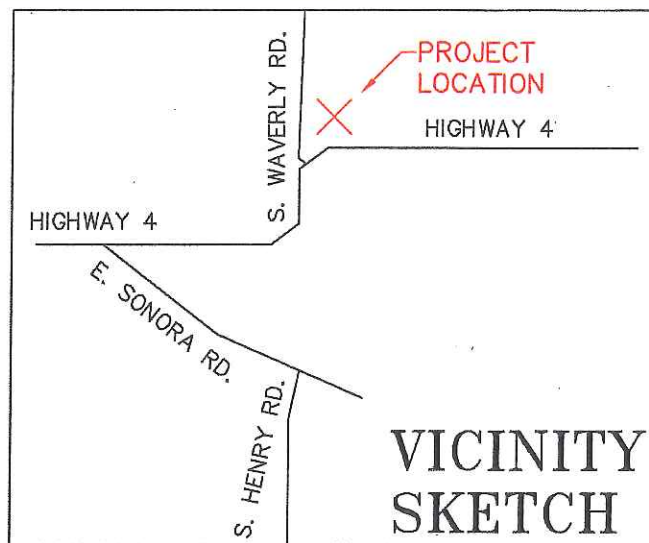 S. WAVERLY RD.
PROJECT
LOCATION
HIGHWAY 4
HIGHWAY 4
E. SONORA RD.
S. HENRY RD.
VICINITY
SKETCH